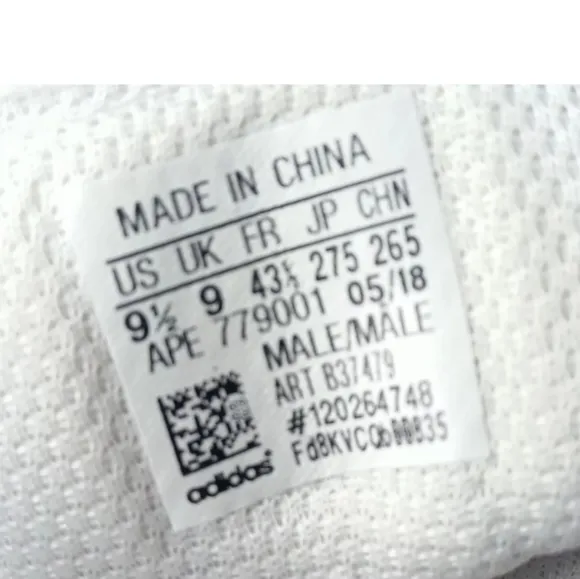 MADE IN CHINA
US UK FR JP CHN
9½ 9 43⅓ 275 265
APE 779001 05/18
MALE/MALE
ART B37479
#120264748
adidas